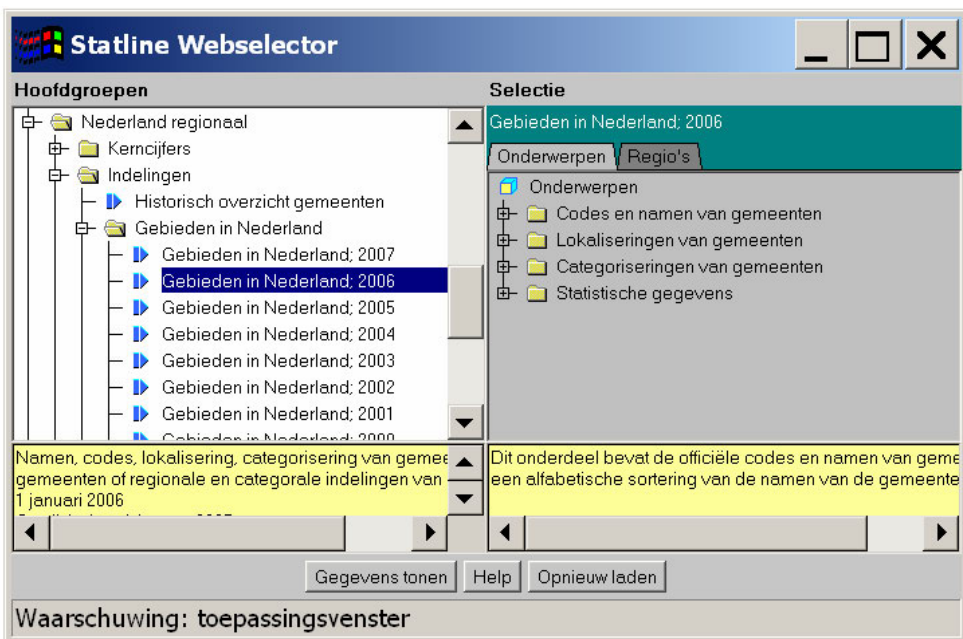 Statline Webselector
Hoofdgroepen
Nederland regionaal
Kerncijfers
Indelingen
Historisch overzicht gemeenten
Gebieden in Nederland
Gebieden in Nederland; 2007
Gebieden in Nederland; 2006
Gebieden in Nederland; 2005
Gebieden in Nederland; 2004
Gebieden in Nederland; 2003
Gebieden in Nederland; 2002
Gebieden in Nederland; 2001
Gebieden in Nederland; 2000
Namen, codes, lokalisering, categorisering van gemee
gemeenten of regionale en categorale indelingen van
1 januari 2006
Selectie
Gebieden in Nederland; 2006
Onderwerpen Regio's
Onderwerpen
Codes en namen van gemeenten
Lokaliseringen van gemeenten
Categoriseringen van gemeenten
Statistische gegevens
Dit onderdeel bevat de officiële codes en namen van geme
een alfabetische sortering van de namen van de gemeente
Gegevens tonen Help Opnieuw laden
Waarschuwing: toepassingsvenster